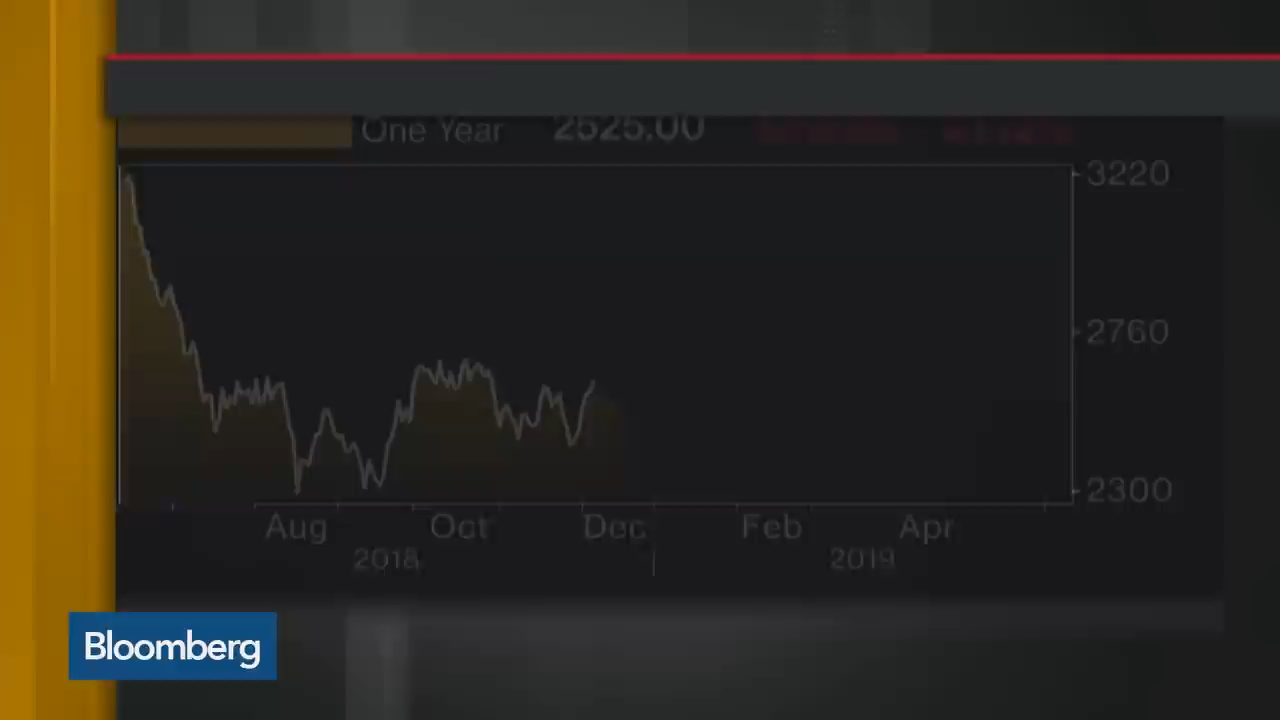 One Year 2525.00
3220
2760
2300
Aug Oct Dec Feb Apr
2018 2019
Bloomberg